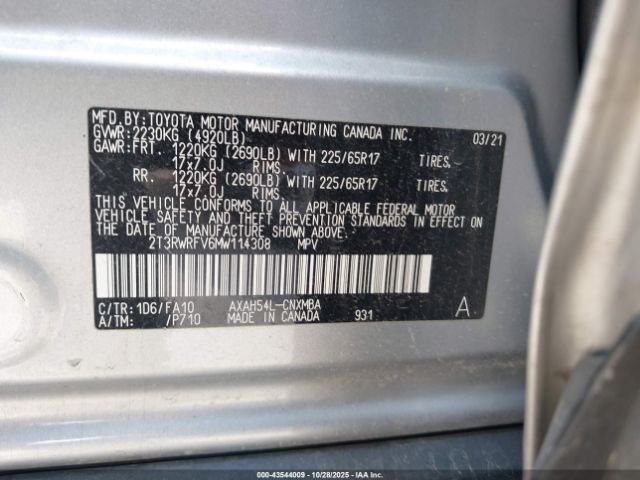 MFD. BY: TOYOTA MOTOR MANUFACTURING CANADA INC. 03/21
GVWR: 2230KG (4920LB)
GAWR: FRT 1220KG (2690LB) WITH 225/65R17 TIRES,
17x7.0J RIMS,
RR. 1220KG (2690LB) WITH 225/65R17 TIRES,
17x7.0J RIMS,
THIS VEHICLE CONFORMS TO ALL APPLICABLE FEDERAL MOTOR
VEHICLE SAFETY AND THEFT PREVENTION STANDARDS IN EFFECT ON
THE DATE OF MANUFACTURE SHOWN ABOVE.
2T3RWRFV6MW114308 MPV
C/TR: 1D6/FA10 AXAH54L-CNXMBA
A/TM: /P710 MADE IN CANADA 931 A
000-43544009 | 10/28/2025 | IAAHOLDINGS.COM